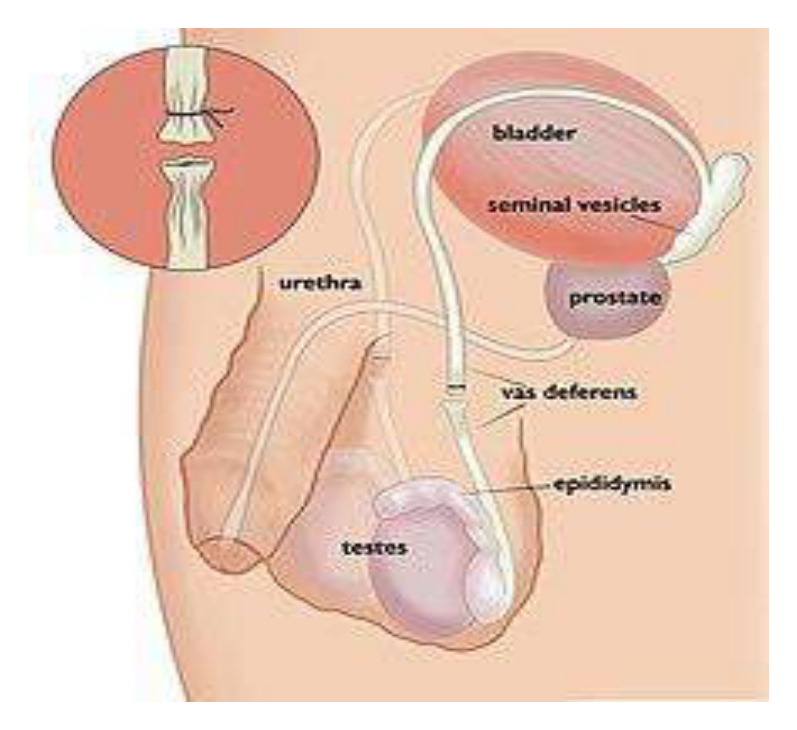 bladder
seminal vesicles
urethra
prostate
vas deferens
epididymis
testes